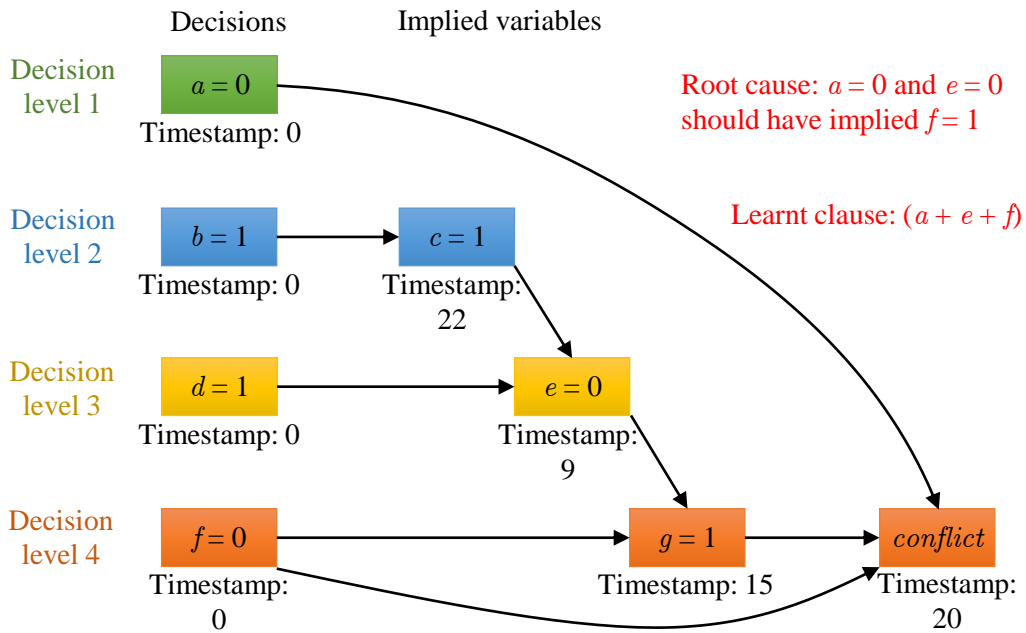 Decisions
Implied variables
Decision
level 1
a = 0
Timestamp: 0
Root cause: a = 0 and e = 0
should have implied f = 1
Learnt clause: (a + e + f)
Decision
level 2
b = 1
Timestamp: 0
c = 1
Timestamp:
22
Decision
level 3
d = 1
Timestamp: 0
e = 0
Timestamp:
9
Decision
level 4
f = 0
Timestamp:
0
g = 1
Timestamp: 15
conflict
Timestamp:
20